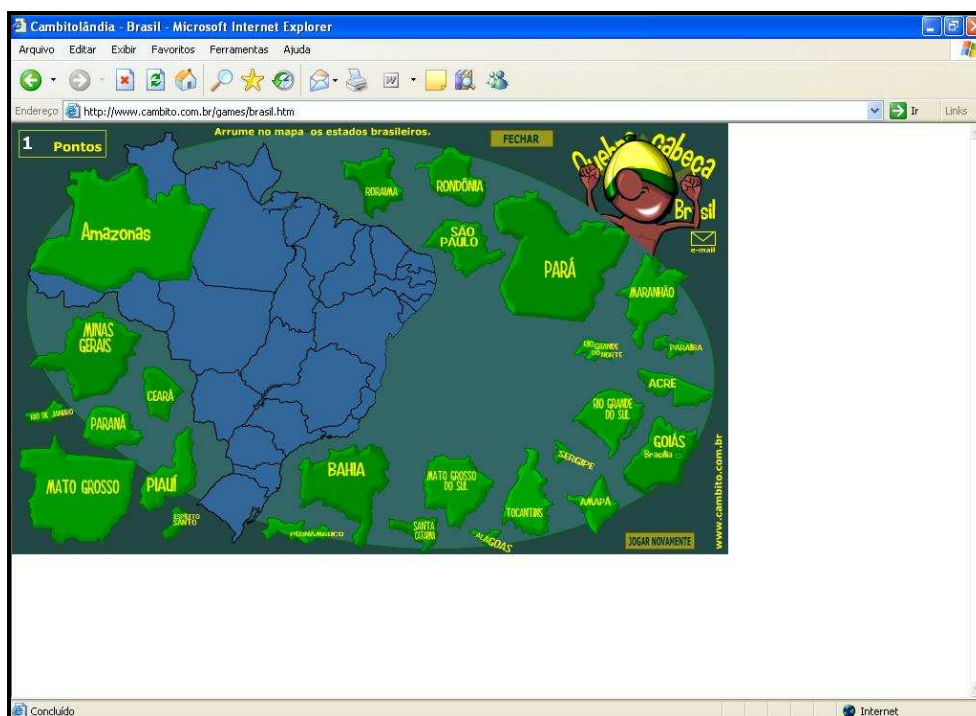 Cambitolândia - Brasil - Microsoft Internet Explorer
Arquivo Editar Exibir Favoritos Ferramentas Ajuda
Endereço http://www.cambito.com.br/games/brasil.htm Ir Links
1 Pontos
Arrume no mapa os estados brasileiros.
FECHAR
Quebra Cabeça
Brasil
e-mail
RORAIMA
RONDÔNIA
SÃO
PAULO
Amazonas
PARÁ
MARANHÃO
MINAS
GERAIS
RIO GRANDE
DO NORTE
PARAÍBA
ACRE
CEARÁ
RIO DE JANEIRO
PARANÁ
RIO GRANDE
DO SUL
GOIÁS
Brasília
SERGIPE
MATO GROSSO
PIAUÍ
BAHIA
MATO GROSSO
DO SUL
TOCANTINS
AMAPÁ
ESPÍRITO
SANTO
PERNAMBUCO
SANTA
CATARINA
ALAGOAS
JOGAR NOVAMENTE
www.cambito.com.br
Concluído
Internet